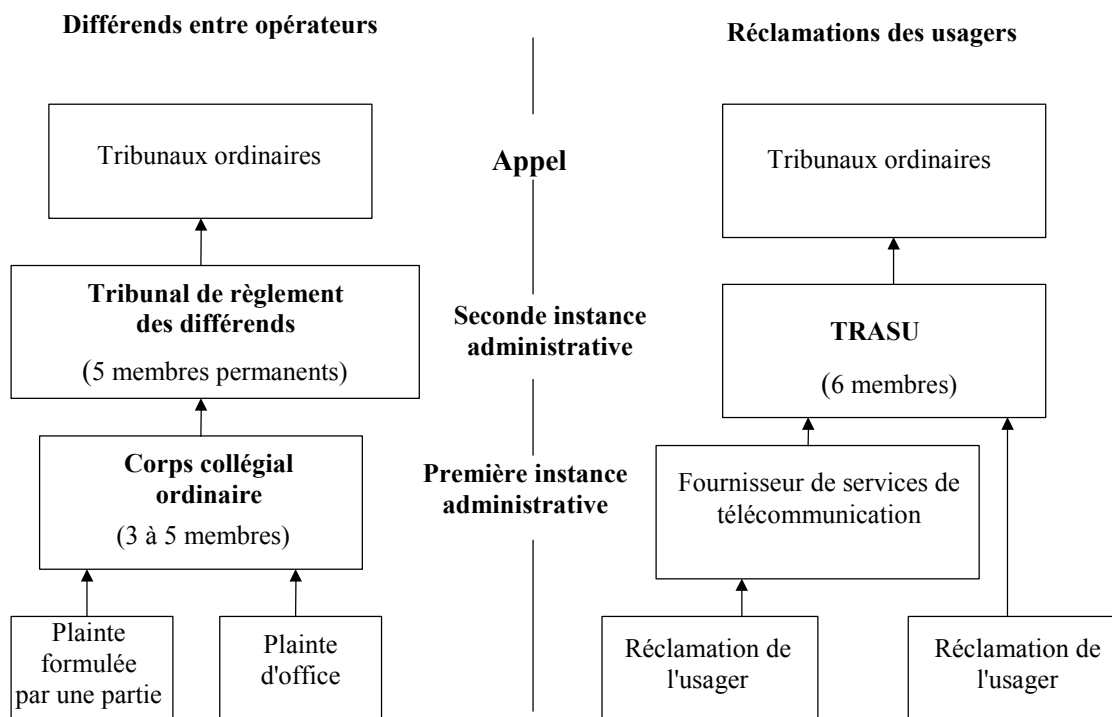 Différends entre opérateurs
Réclamations des usagers
Tribunaux ordinaires
Appel
Tribunaux ordinaires
Tribunal de règlement
des différends
(5 membres permanents)
Seconde instance
administrative
TRASU
(6 membres)
Corps collégial
ordinaire
(3 à 5 membres)
Première instance
administrative
Fournisseur de services de
télécommunication
Plainte
formulée
par une partie
Plainte
d'office
Réclamation de
l'usager
Réclamation de
l'usager